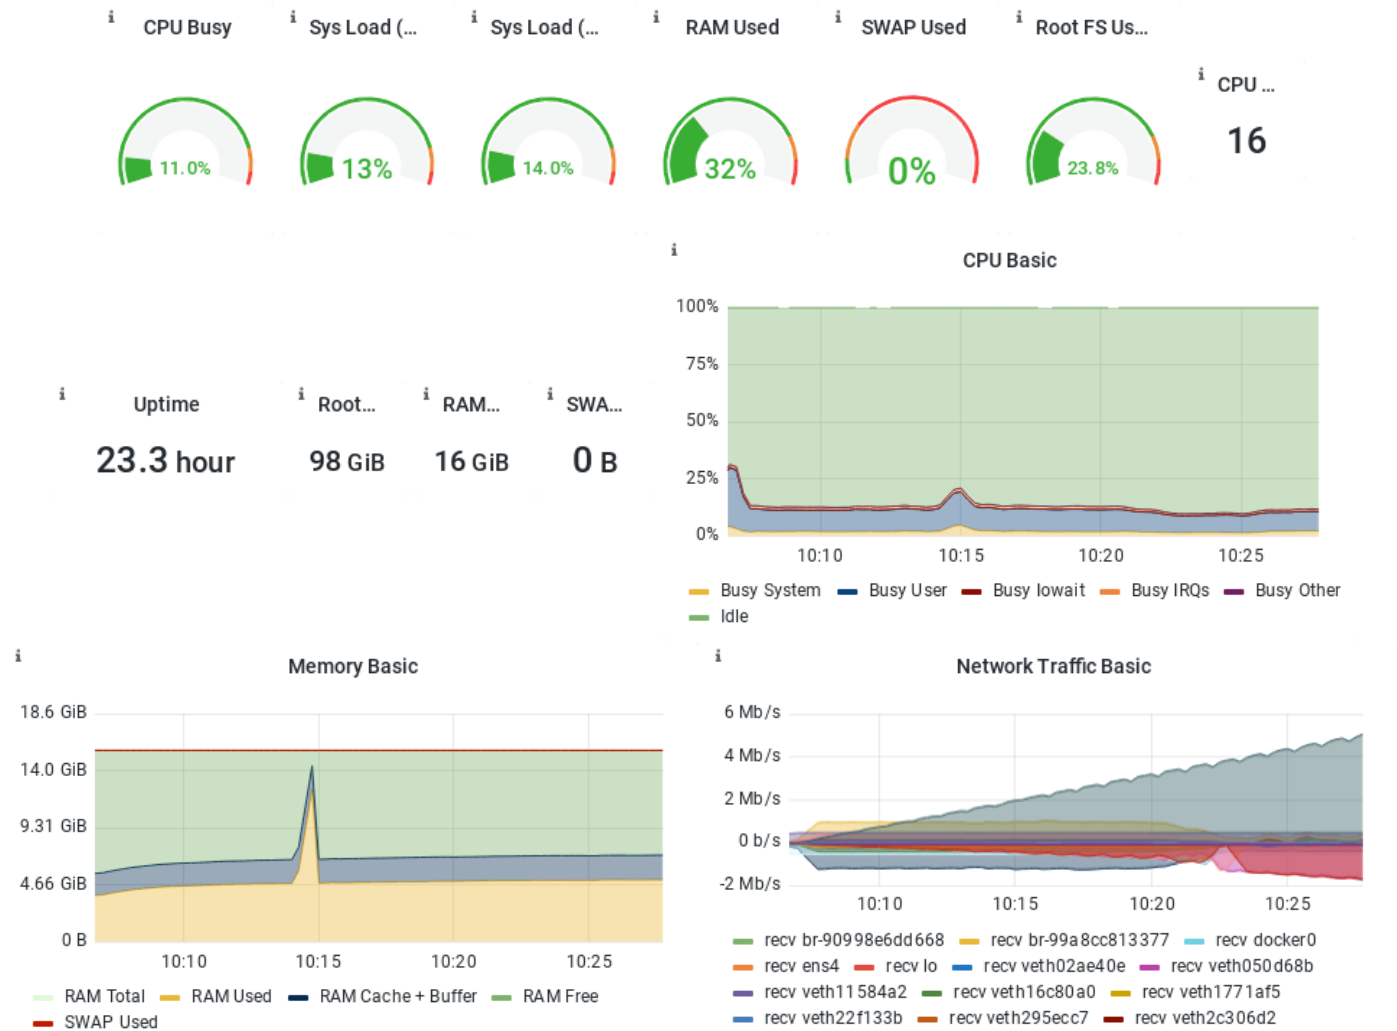 CPU Busy
Sys Load (...
Sys Load (...
RAM Used
SWAP Used
Root FS Us...
CPU ...
11.0%
13%
14.0%
32%
0%
23.8%
16
CPU Basic
100%
75%
50%
25%
0%
10:10 10:15 10:20 10:25
Busy System Busy User Busy Iowait Busy IRQs Busy Other
Idle
Uptime
Root...
RAM...
SWA...
23.3 hour
98 GiB
16 GiB
0 B
Memory Basic
18.6 GiB
14.0 GiB
9.31 GiB
4.66 GiB
0 B
10:10 10:15 10:20 10:25
RAM Total RAM Used RAM Cache + Buffer RAM Free
SWAP Used
Network Traffic Basic
6 Mb/s
4 Mb/s
2 Mb/s
0 b/s
-2 Mb/s
10:10 10:15 10:20 10:25
recv br-90998e6dd668 recv br-99a8cc813377 recv docker0
recv ens4 recv lo recv veth02ae40e recv veth050d68b
recv veth11584a2 recv veth16c80a0 recv veth1771af5
recv veth22f133b recv veth295ecc7 recv veth2c306d2